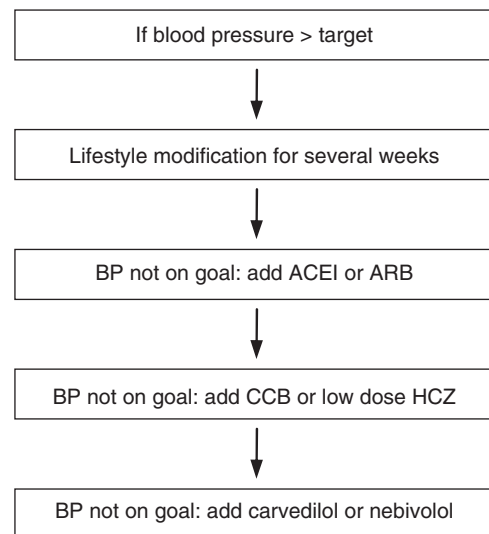 If blood pressure > target
Lifestyle modification for several weeks
BP not on goal: add ACEI or ARB
BP not on goal: add CCB or low dose HCZ
BP not on goal: add carvedilol or nebivolol